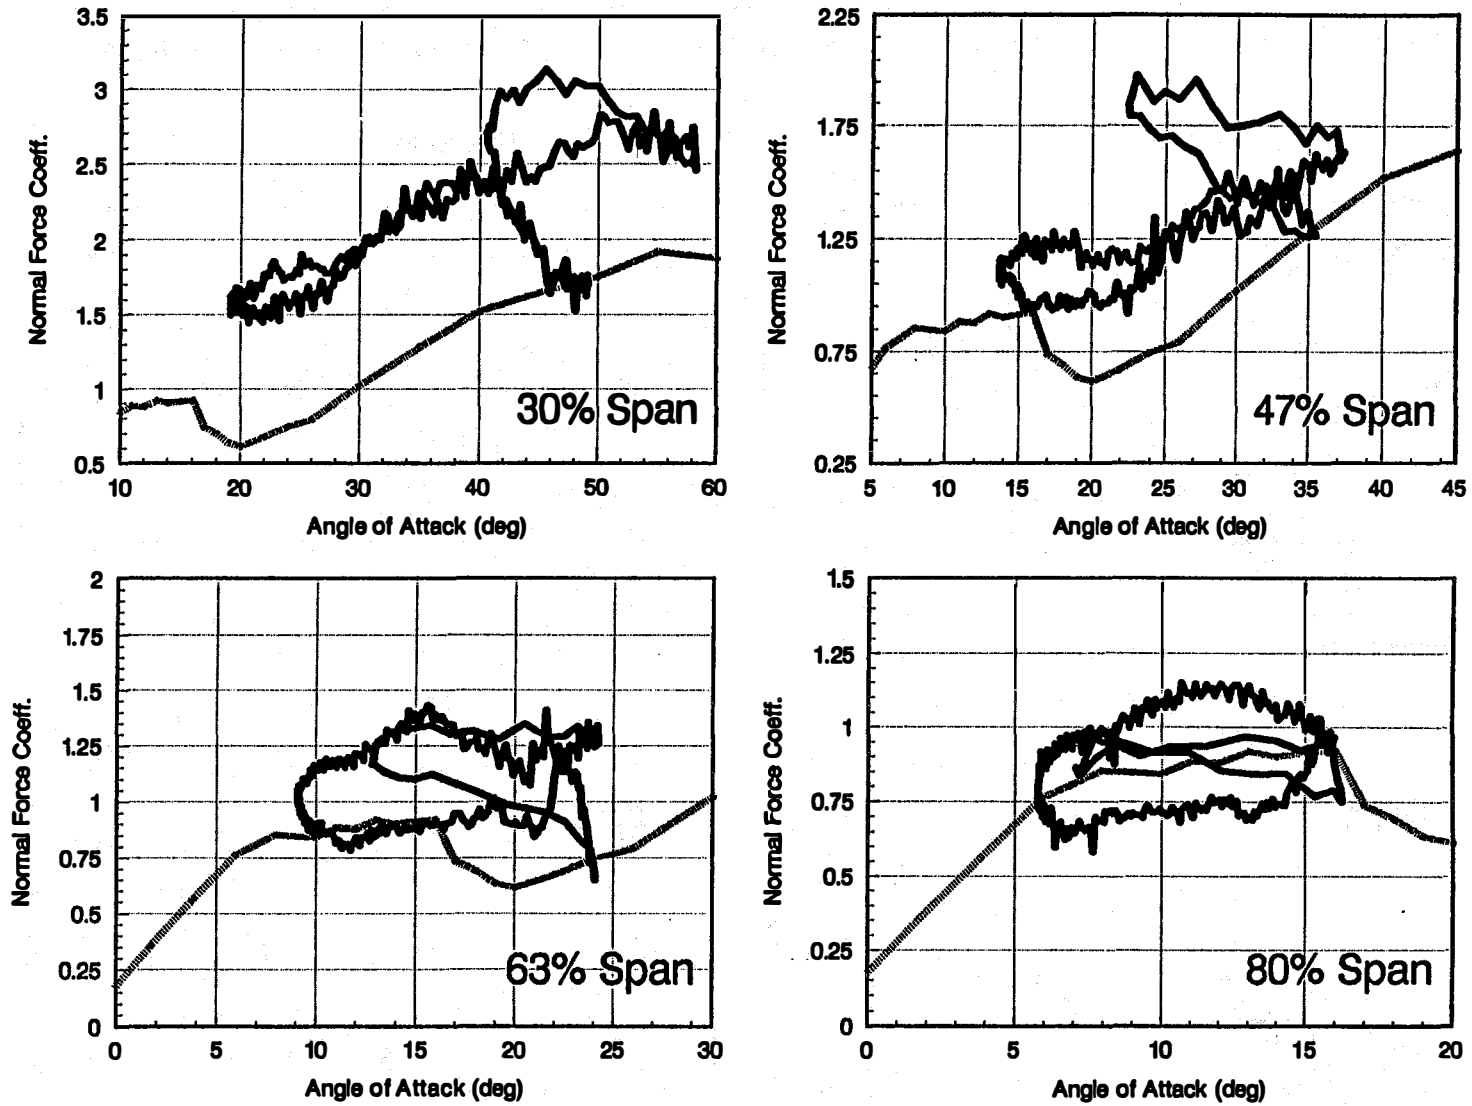 3.5
3
2.5
2
1.5
1
0.5
Normal Force Coeff.
10 20 30 40 50 60
Angle of Attack (deg)
30% Span
2.25
1.75
1.25
0.75
0.25
Normal Force Coeff.
5 10 15 20 25 30 35 40 45
Angle of Attack (deg)
47% Span
2
1.75
1.5
1.25
1
0.75
0.5
0.25
0
Normal Force Coeff.
0 5 10 15 20 25 30
Angle of Attack (deg)
63% Span
1.5
1.25
1
0.75
0.5
0.25
0
Normal Force Coeff.
0 5 10 15 20
Angle of Attack (deg)
80% Span